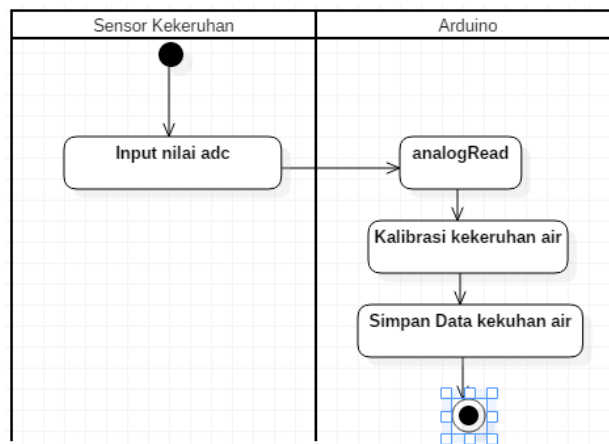 Sensor Kekeruhan
Arduino
Input nilai adc
analogRead
Kalibrasi kekeruhan air
Simpan Data kekuhan air